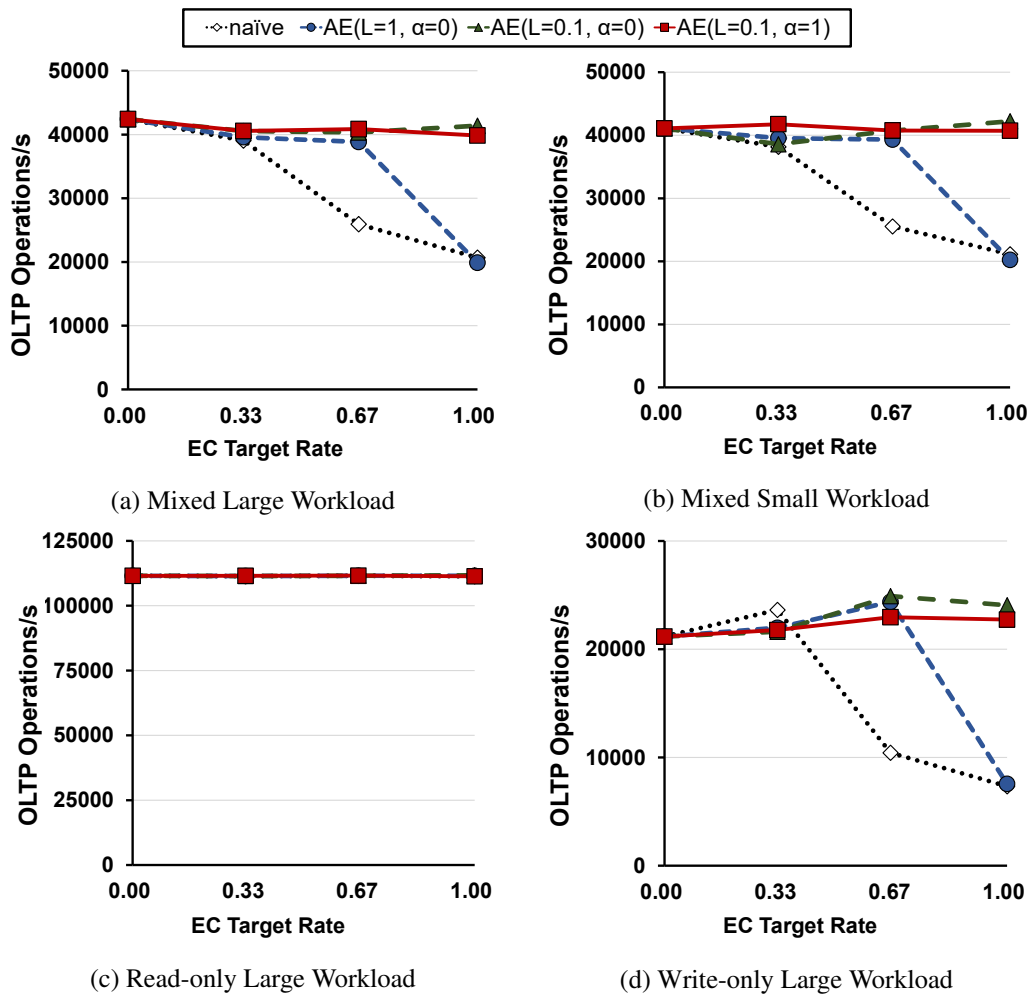 naïve AE(L=1, α=0) AE(L=0.1, α=0) AE(L=0.1, α=1)
OLTP Operations/s
50000
40000
30000
20000
10000
0
0.00 0.33 0.67 1.00
EC Target Rate
(a) Mixed Large Workload
OLTP Operations/s
50000
40000
30000
20000
10000
0
0.00 0.33 0.67 1.00
EC Target Rate
(b) Mixed Small Workload
OLTP Operations/s
125000
100000
75000
50000
25000
0
0.00 0.33 0.67 1.00
EC Target Rate
(c) Read-only Large Workload
OLTP Operations/s
30000
20000
10000
0
0.00 0.33 0.67 1.00
EC Target Rate
(d) Write-only Large Workload